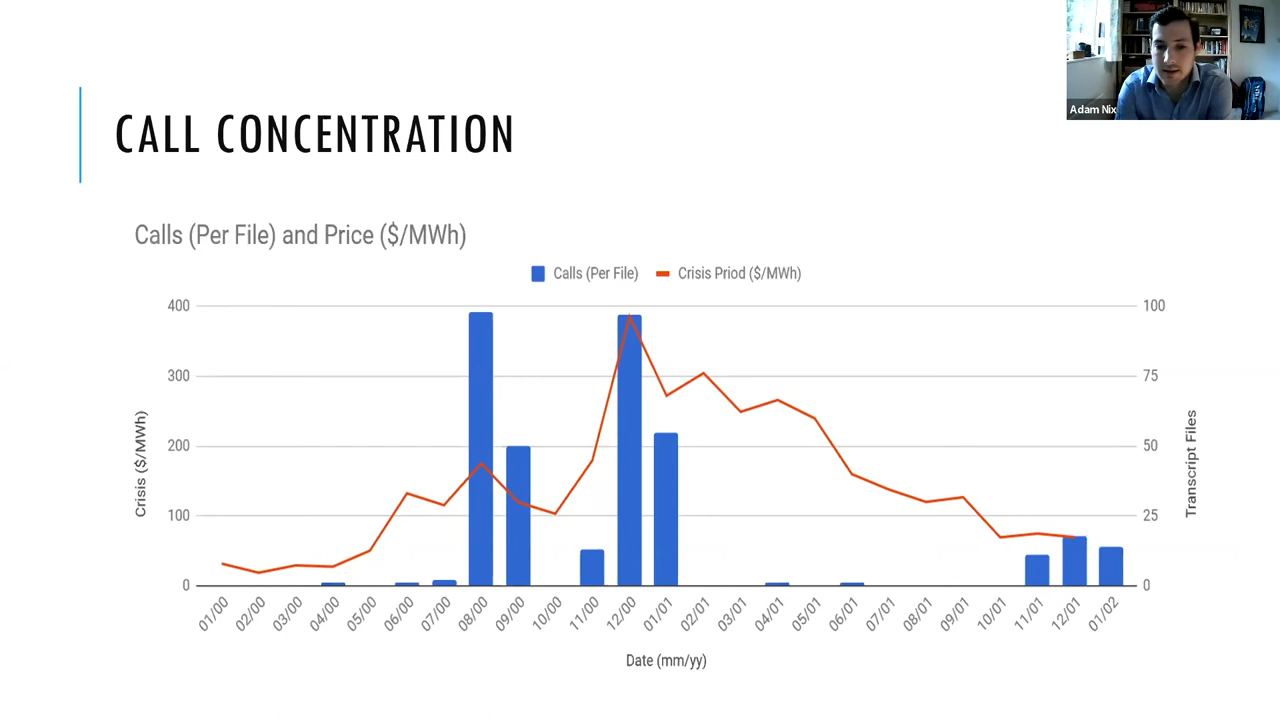 Adam Nix
CALL CONCENTRATION
Calls (Per File) and Price ($/MWh)
Calls (Per File) Crisis Priod ($/MWh)
400 100
300 75
200 50
100 25
0 0
Crisis ($/MWh)
Transcript Files
01/00 02/00 03/00 04/00 05/00 06/00 07/00 08/00 09/00 10/00 11/00 12/00 01/01 02/01 03/01 04/01 05/01 06/01 07/01 08/01 09/01 10/01 11/01 12/01 01/02
Date (mm/yy)